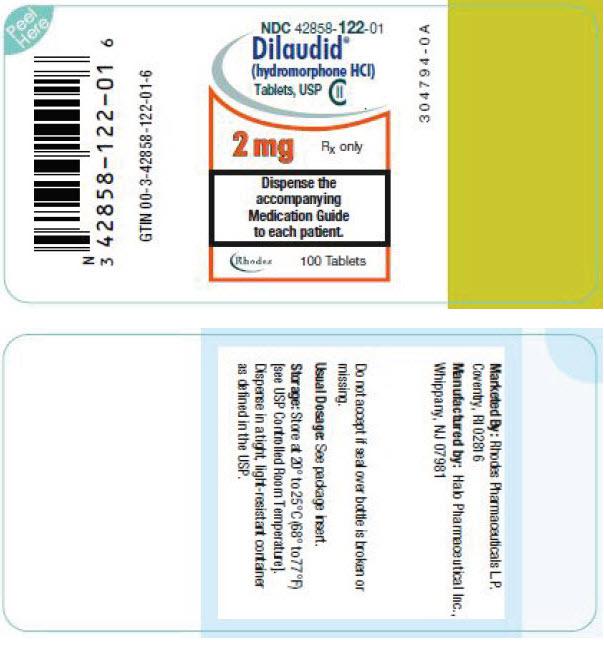 Peel
Here
3 42858-122-01 6
N
GTIN 00-3-42858-122-01-6
NDC 42858-122-01
Dilaudid®
(hydromorphone HCl)
Tablets, USP CII
2 mg
Rx only
Dispense the
accompanying
Medication Guide
to each patient.
Rhodes
100 Tablets
304794-0A
Marketed By: Rhodes Pharmaceuticals L.P.
Coventry, RI 02816
Manufactured by: Halo Pharmaceutical Inc.,
Whippany, NJ 07981
Do not accept if seal over bottle is broken or
missing.
Usual Dosage: See package insert.
Storage: Store at 20° to 25°C (68° to 77°F)
[see USP Controlled Room Temperature].
Dispense in a tight, light-resistant container
as defined in the USP.